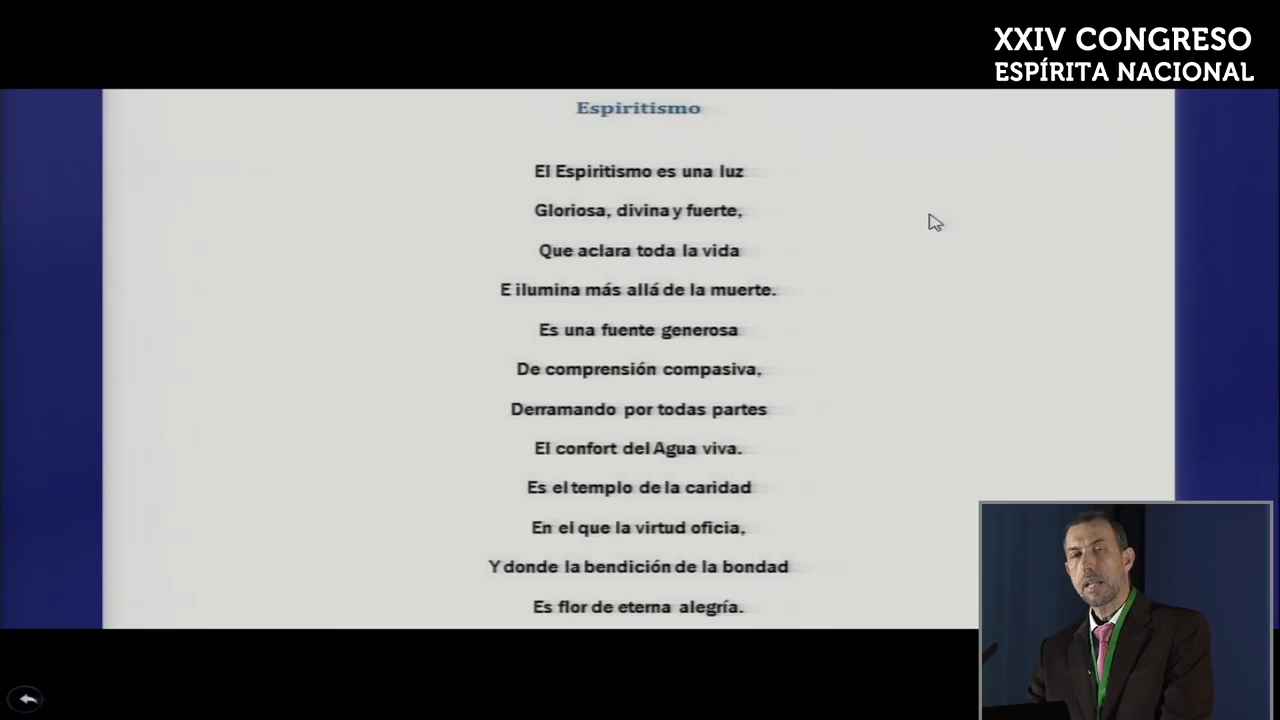 XXIV CONGRESO
ESPÍRITA NACIONAL
Espiritismo
El Espiritismo es una luz
Gloriosa, divina y fuerte,
Que aclara toda la vida
E ilumina más allá de la muerte.
Es una fuente generosa
De comprensión compasiva,
Derramando por todas partes
El confort del Agua viva.
Es el templo de la caridad
En el que la virtud oficia,
Y donde la bendición de la bondad
Es flor de eterna alegría.